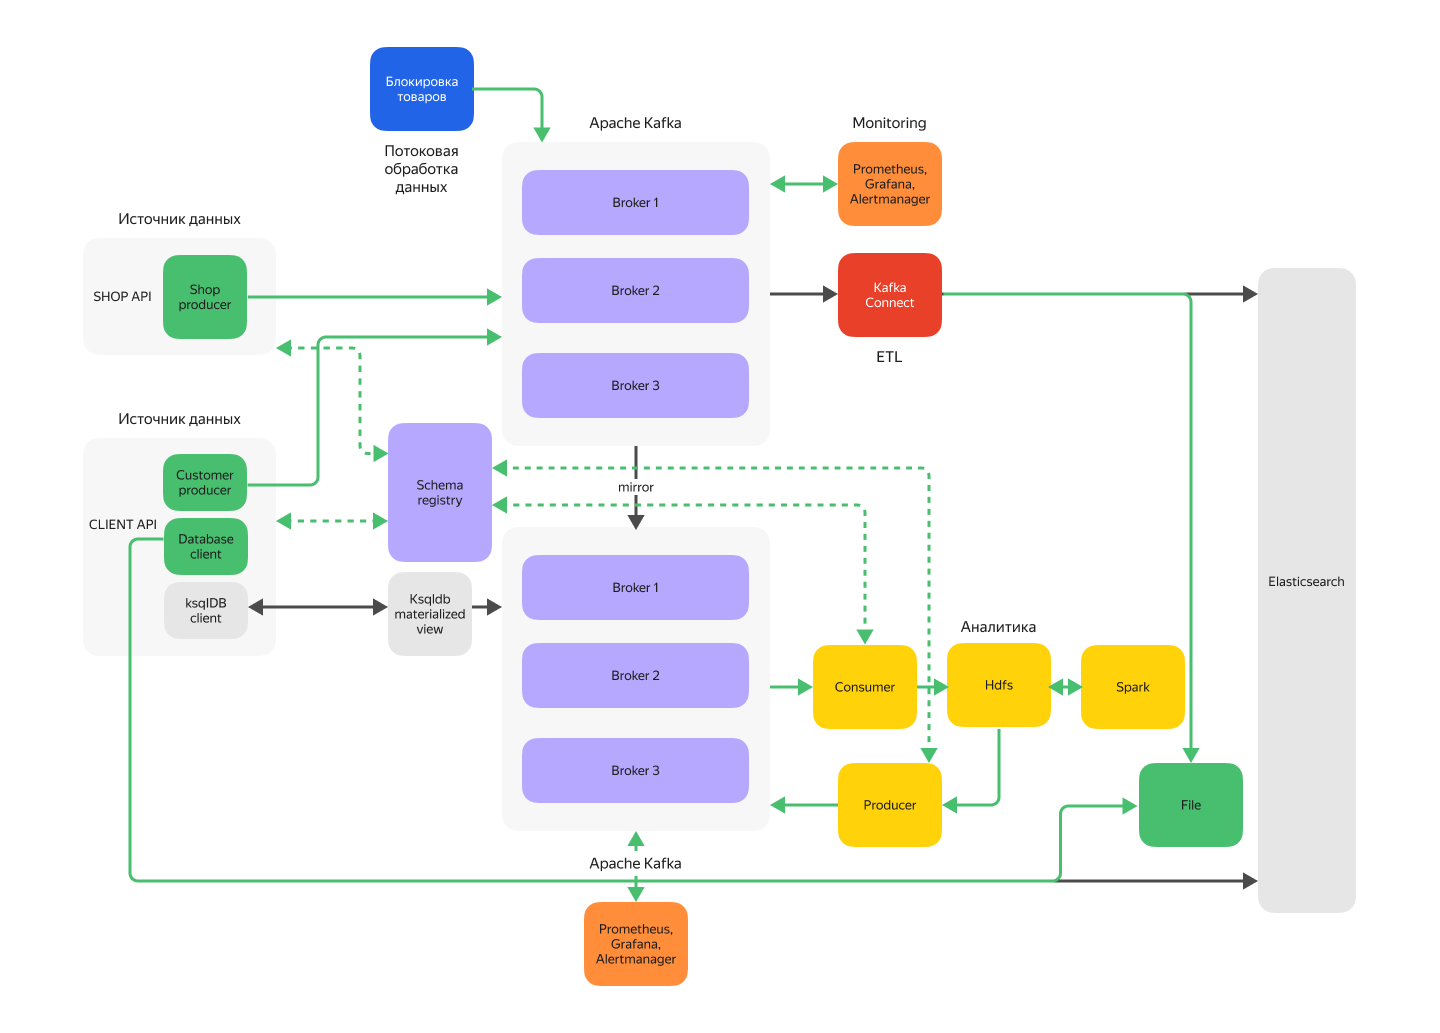 Блокировка
товаров
Потоковая
обработка
данных
Apache Kafka
Broker 1
Broker 2
Broker 3
Monitoring
Prometheus,
Grafana,
Alertmanager
Kafka
Connect
ETL
Источник данных
SHOP API
Shop
producer
Источник данных
CLIENT API
Customer
producer
Database
client
ksqlDB
client
Schema
registry
Ksqldb
materialized
view
mirror
Broker 1
Broker 2
Broker 3
Apache Kafka
Prometheus,
Grafana,
Alertmanager
Consumer
Аналитика
Hdfs
Spark
Producer
File
Elasticsearch